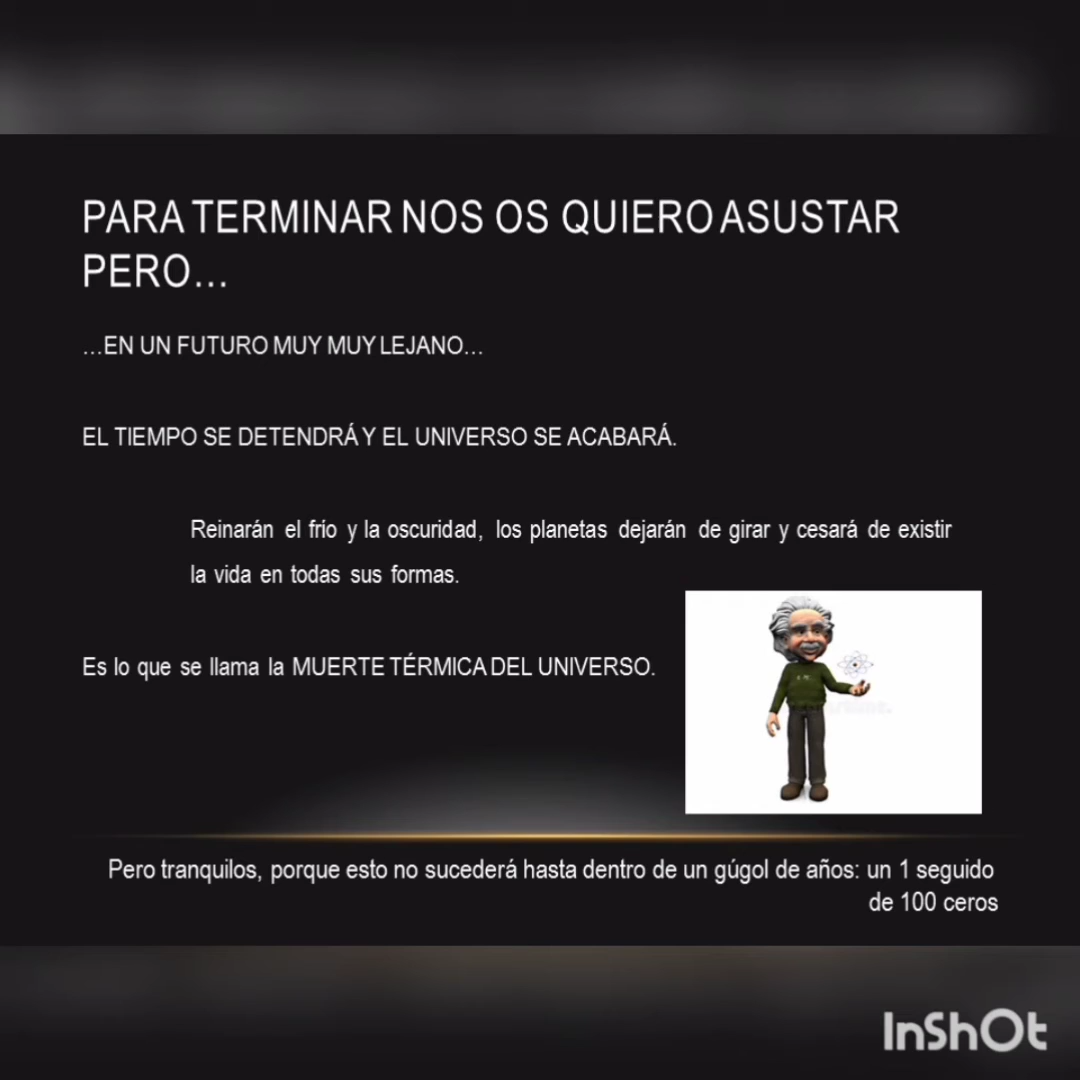 PARA TERMINAR NOS OS QUIERO ASUSTAR
PERO…
…EN UN FUTURO MUY MUY LEJANO…
EL TIEMPO SE DETENDRÁ Y EL UNIVERSO SE ACABARÁ.
Reinarán el frío y la oscuridad, los planetas dejarán de girar y cesará de existir
la vida en todas sus formas.
Es lo que se llama la MUERTE TÉRMICA DEL UNIVERSO.
Pero tranquilos, porque esto no sucederá hasta dentro de un gúgol de años: un 1 seguido
de 100 ceros
InShOt